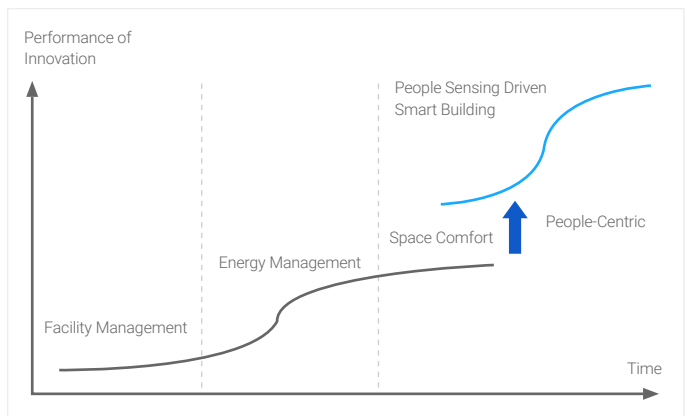 Performance of
Innovation
People Sensing Driven
Smart Building
People-Centric
Space Comfort
Energy Management
Facility Management
Time